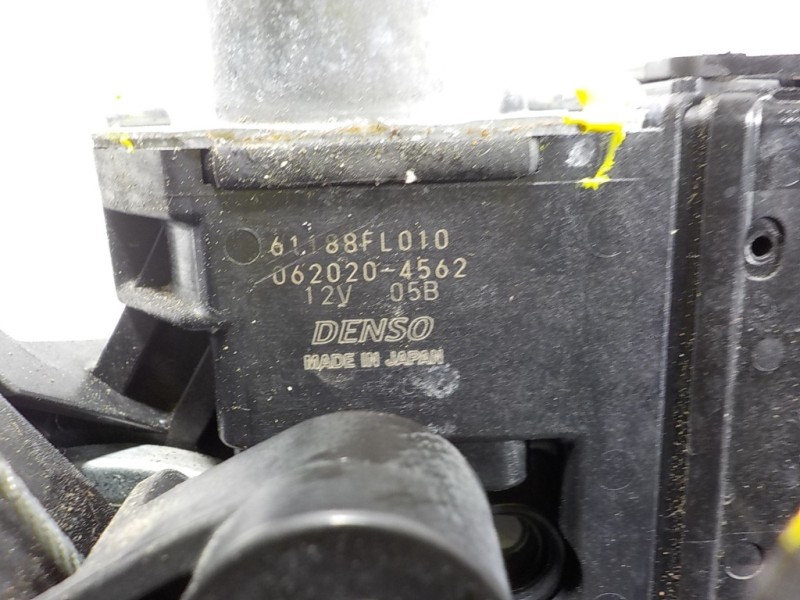 61188FL010
062020-4562
12V 05B
DENSO
MADE IN JAPAN